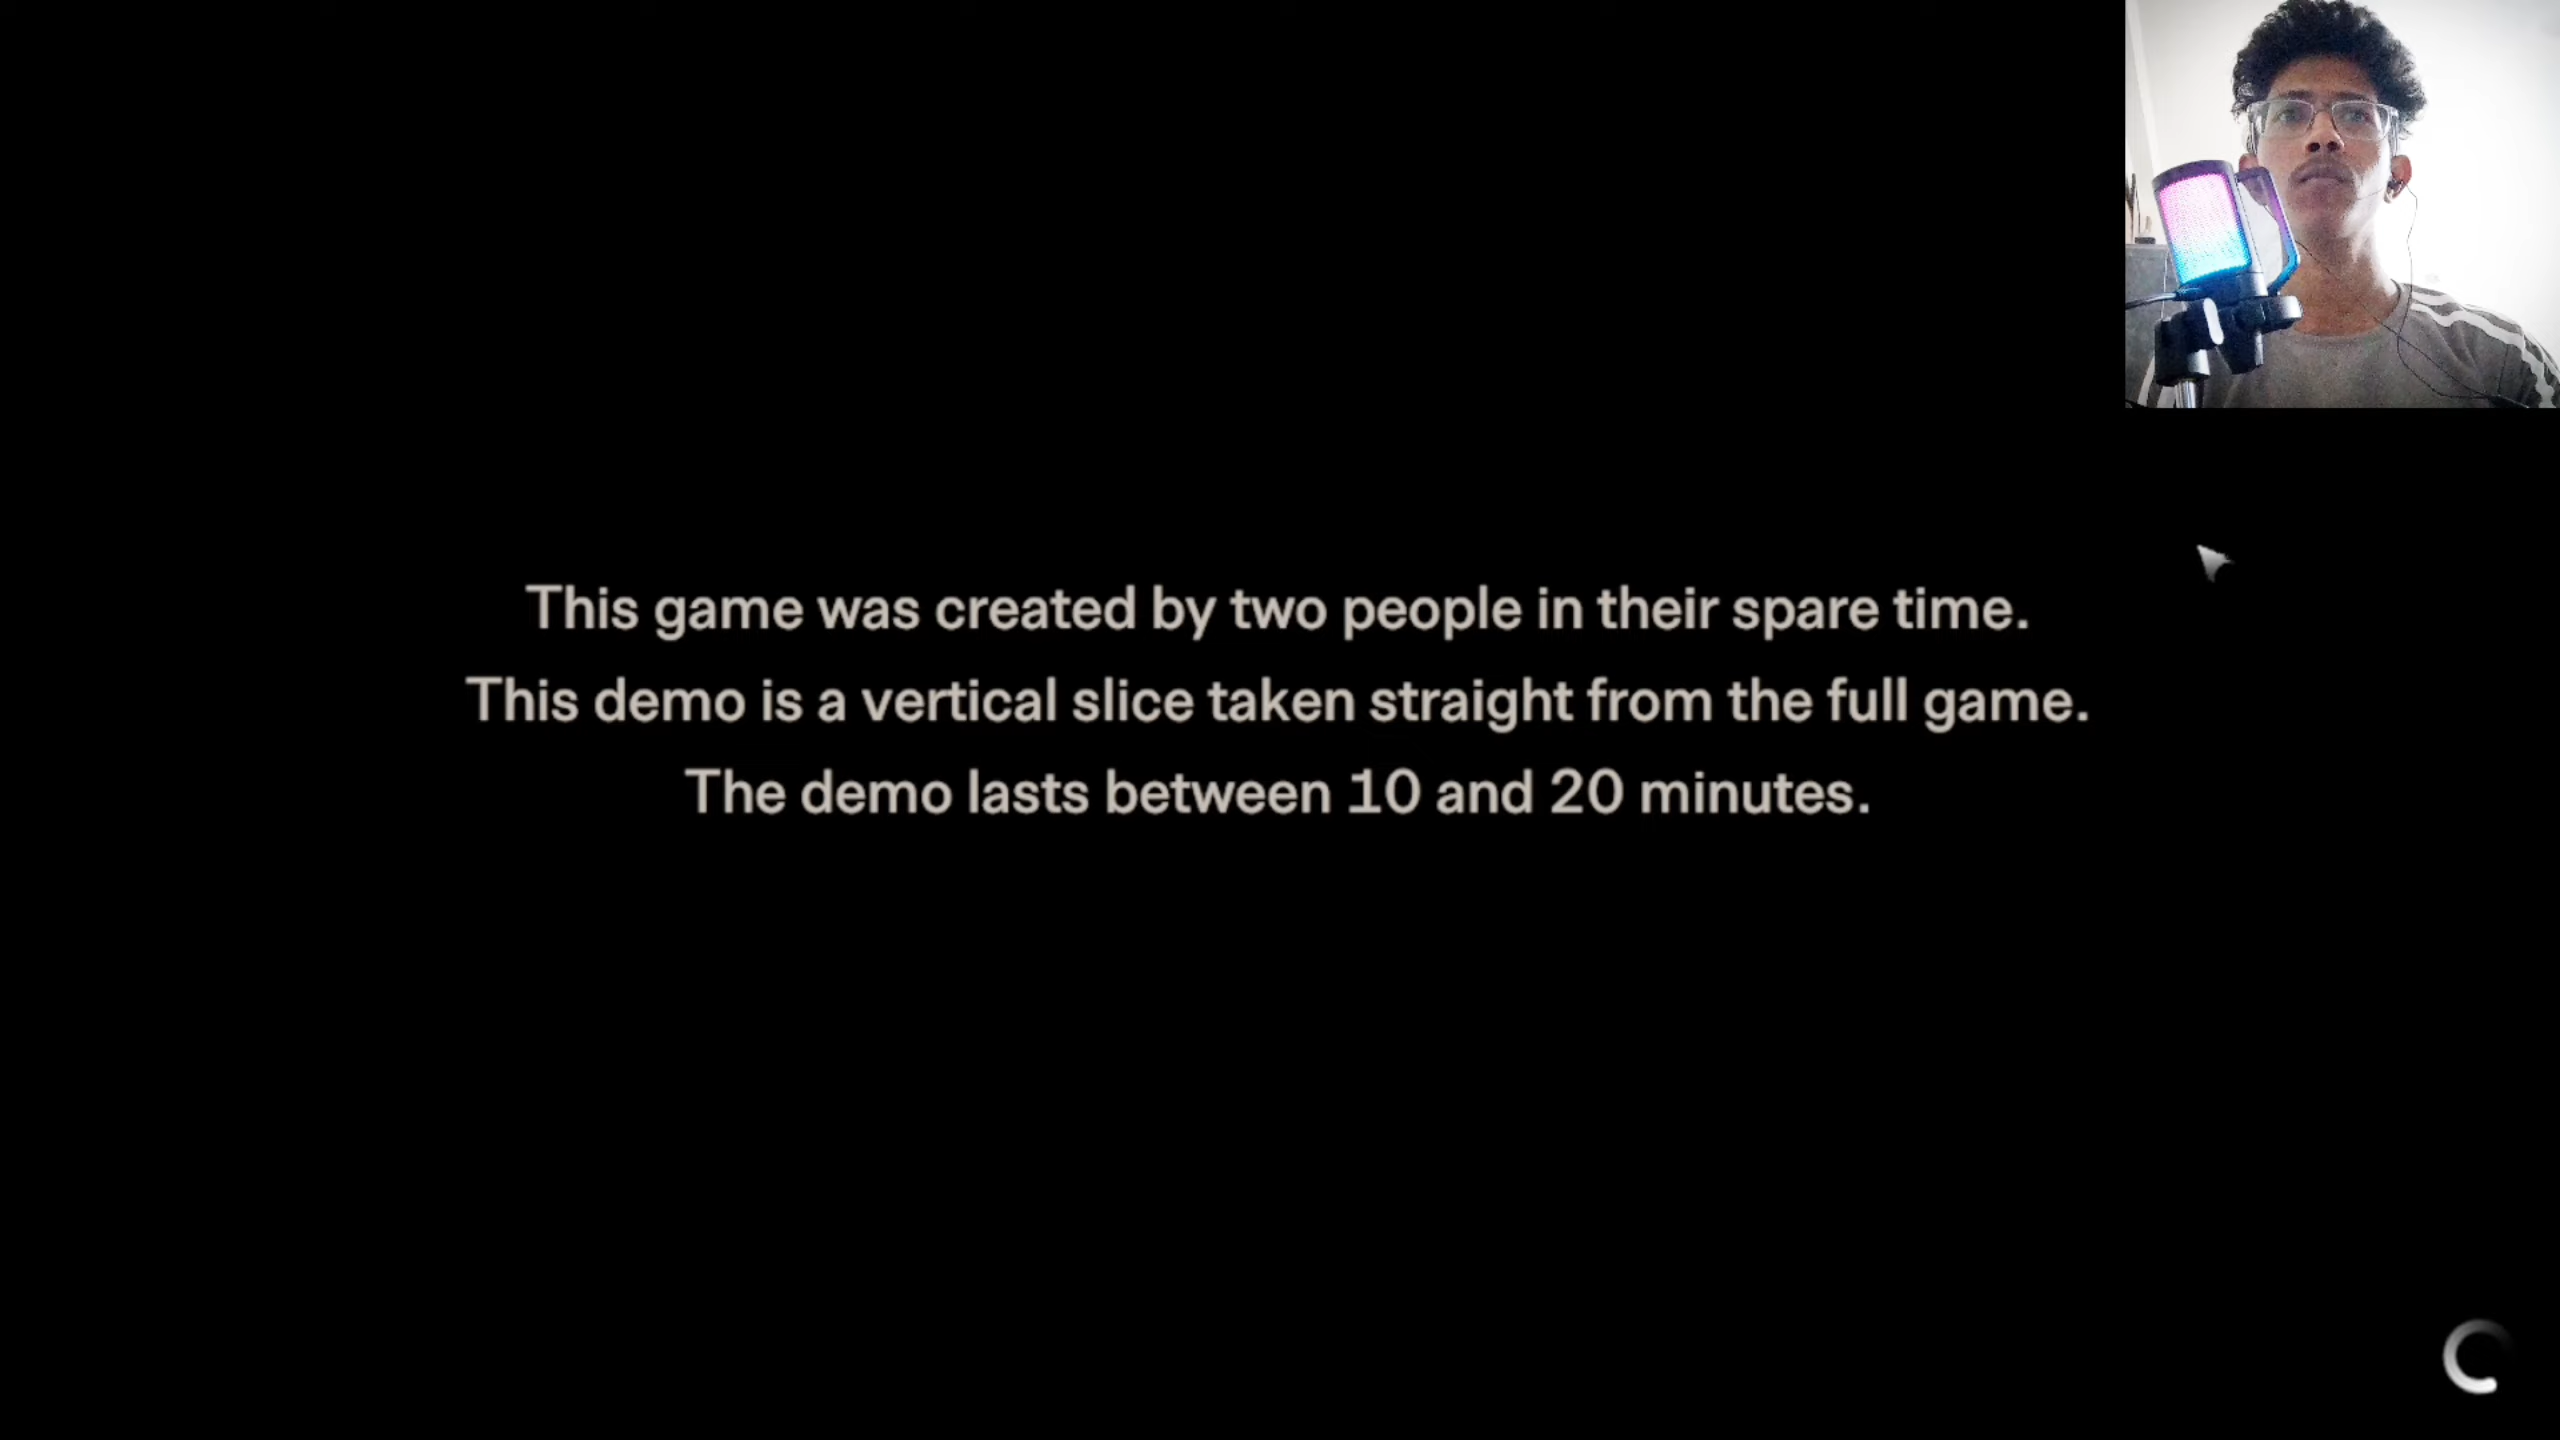 This game was created by two people in their spare time.
This demo is a vertical slice taken straight from the full game.
The demo lasts between 10 and 20 minutes.